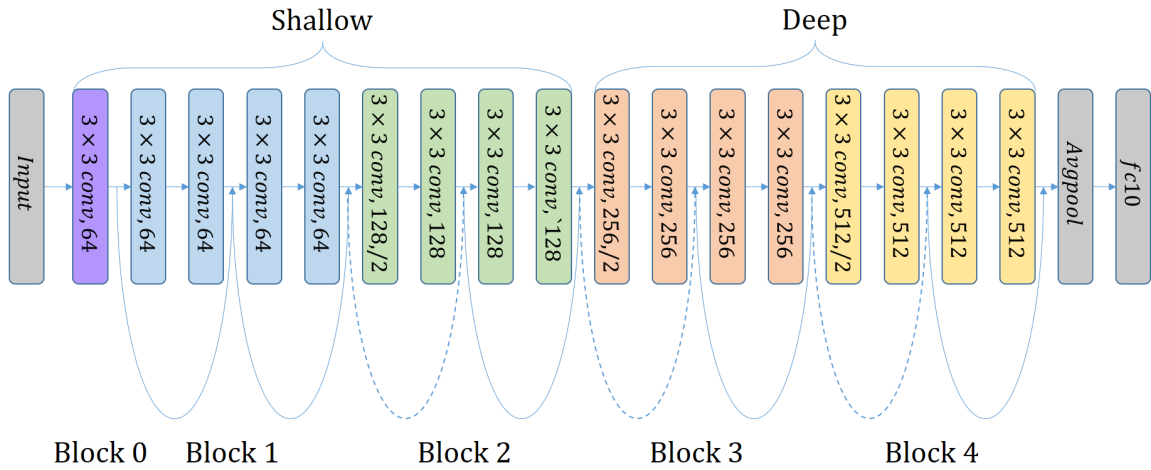 Shallow
Deep
Input
3 × 3 conv, 64
3 × 3 conv, 64
3 × 3 conv, 64
3 × 3 conv, 64
3 × 3 conv, 64
3 × 3 conv, 128,/2
3 × 3 conv, 128
3 × 3 conv, 128
3 × 3 conv,`128
3 × 3 conv, 256,/2
3 × 3 conv, 256
3 × 3 conv, 256
3 × 3 conv, 256
3 × 3 conv, 512,/2
3 × 3 conv, 512
3 × 3 conv, 512
3 × 3 conv, 512
Avgpool
fc10
Block 0
Block 1
Block 2
Block 3
Block 4